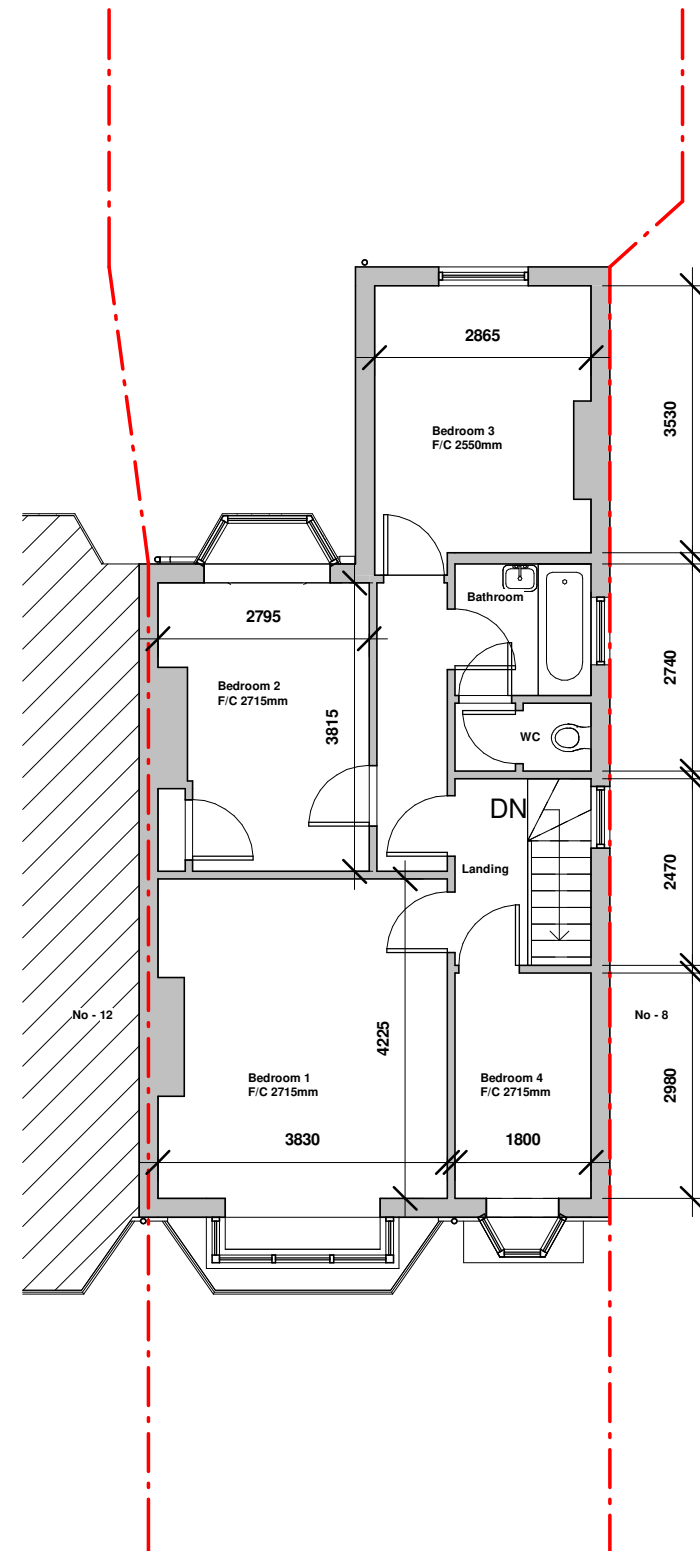 2865
3530
Bedroom 3
F/C 2550mm
Bathroom
2795
2740
Bedroom 2
F/C 2715mm
3815
WC
DN
Landing
2470
No - 12
4225
No - 8
Bedroom 1
F/C 2715mm
Bedroom 4
F/C 2715mm
2980
3830
1800